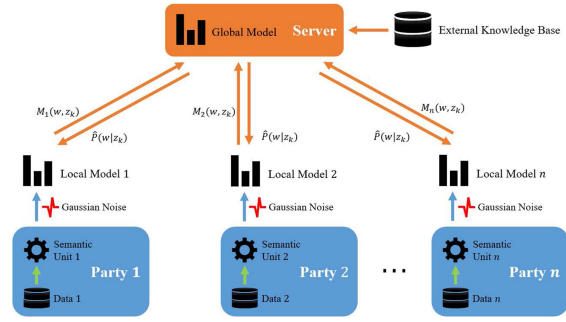 Global Model
Server
External Knowledge Base
M₁(w, zₖ)
P̂(w|zₖ)
M₂(w, zₖ)
P̂(w|zₖ)
Mₙ(w, zₖ)
P̂(w|zₖ)
Local Model 1
Local Model 2
Local Model n
Gaussian Noise
Gaussian Noise
Gaussian Noise
Semantic
Unit 1
Party 1
Data 1
Semantic
Unit 2
Party 2
Data 2
...
Semantic
Unit n
Party n
Data n